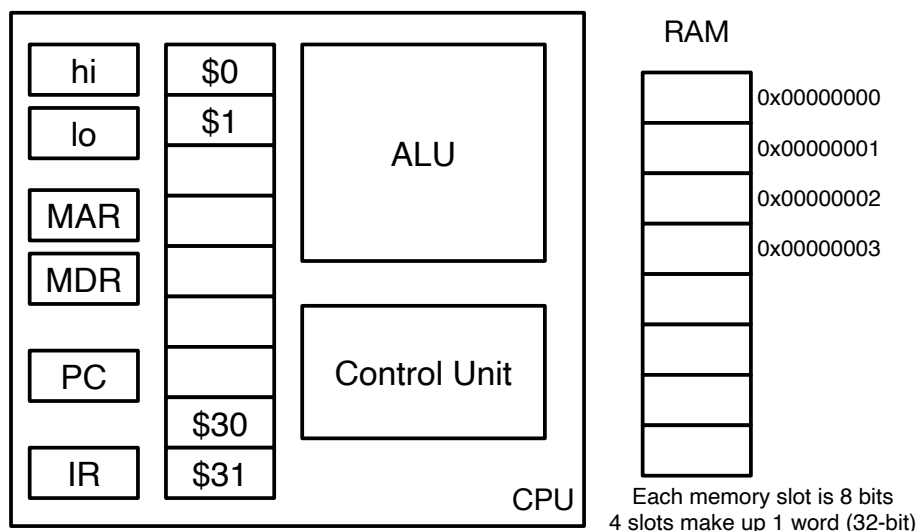 hi
lo
MAR
MDR
PC
IR
$0
$1
$30
$31
ALU
Control Unit
CPU
RAM
0x00000000
0x00000001
0x00000002
0x00000003
Each memory slot is 8 bits
4 slots make up 1 word (32-bit)